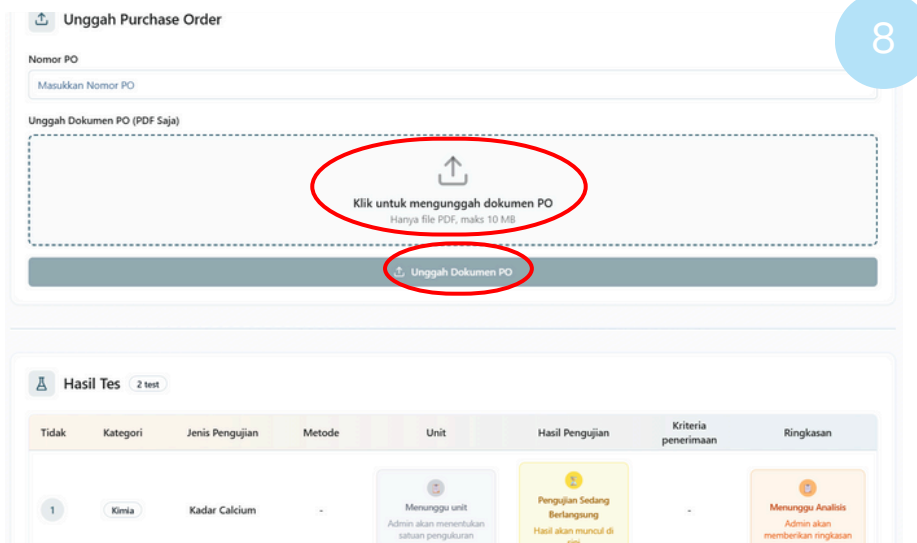 Unggah Purchase Order
8
Nomor PO
Masukkan Nomor PO
Unggah Dokumen PO (PDF Saja)
Klik untuk mengunggah dokumen PO
Hanya file PDF, maks 10 MB
Unggah Dokumen PO
Hasil Tes 2 test
Tidak Kategori Jenis Pengujian Metode Unit Hasil Pengujian Kriteria penerimaan Ringkasan
1 Kimia Kadar Calcium - Menunggu unit
Admin akan menentukan
satuan pengukuran
Pengujian Sedang
Berlangsung
Hasil akan muncul di
sini
-
Menunggu Analisis
Admin akan
memberikan ringkasan